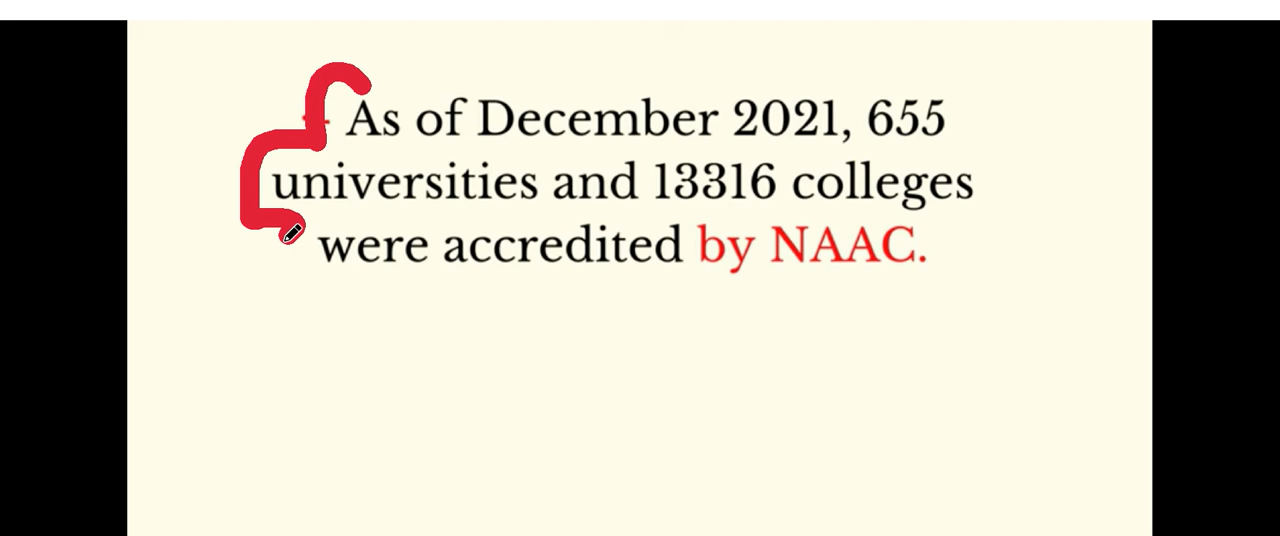 As of December 2021, 655
universities and 13316 colleges
were accredited by NAAC.